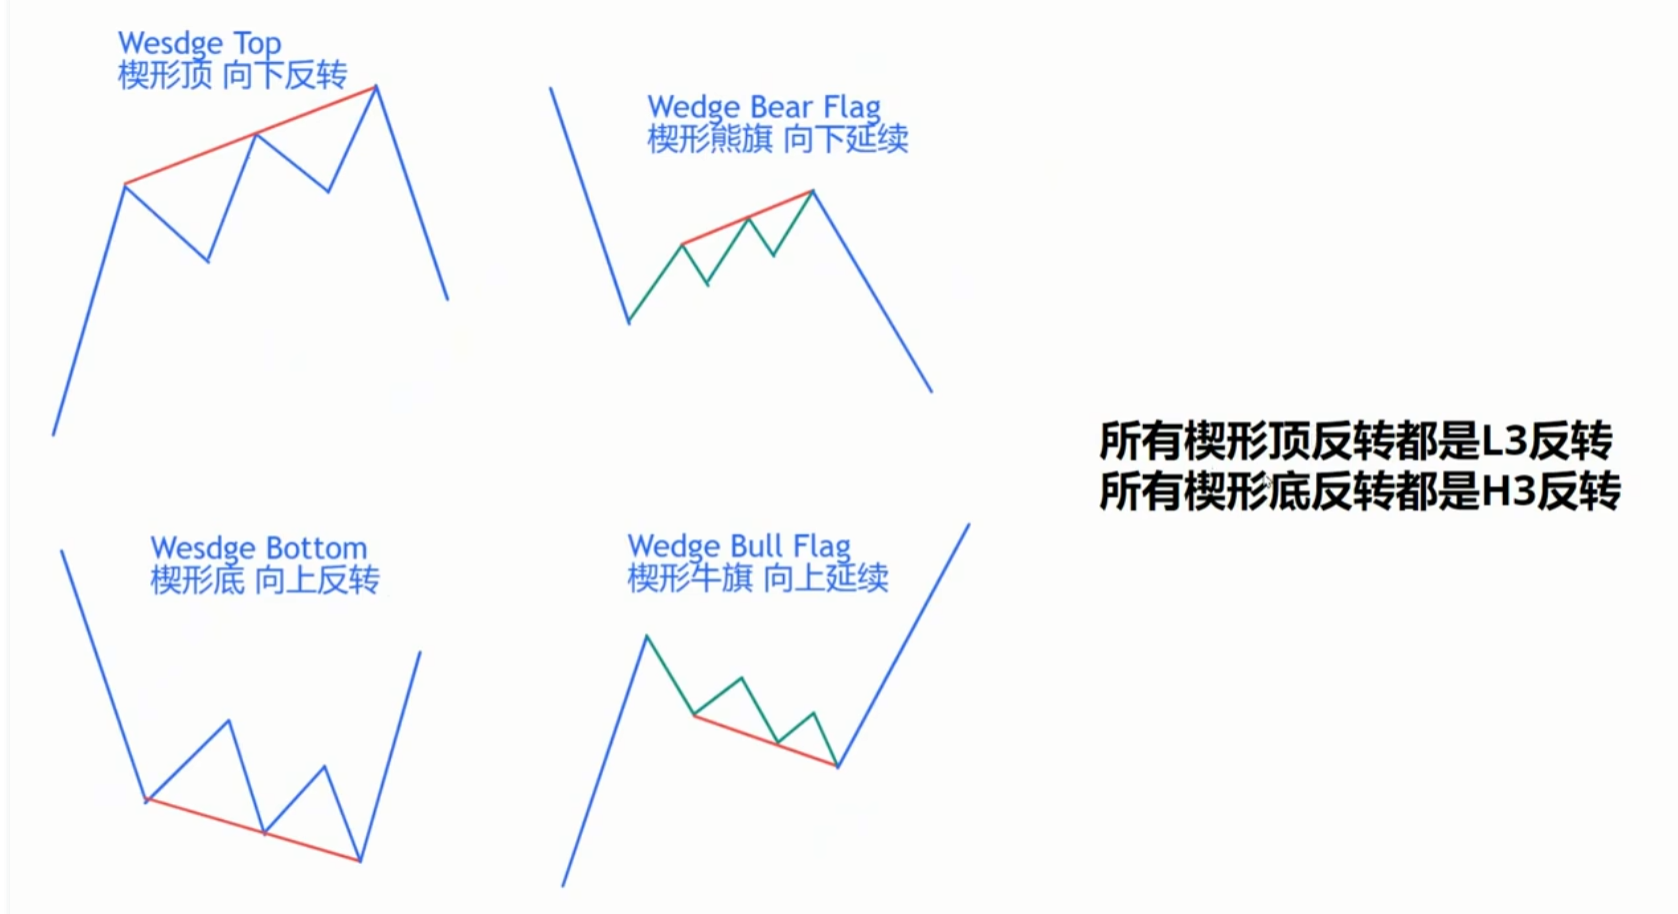 Wesdge Top
楔形顶 向下反转
Wedge Bear Flag
楔形熊旗 向下延续
所有楔形顶反转都是L3反转
所有楔形底反转都是H3反转
Wesdge Bottom
楔形底 向上反转
Wedge Bull Flag
楔形牛旗 向上延续